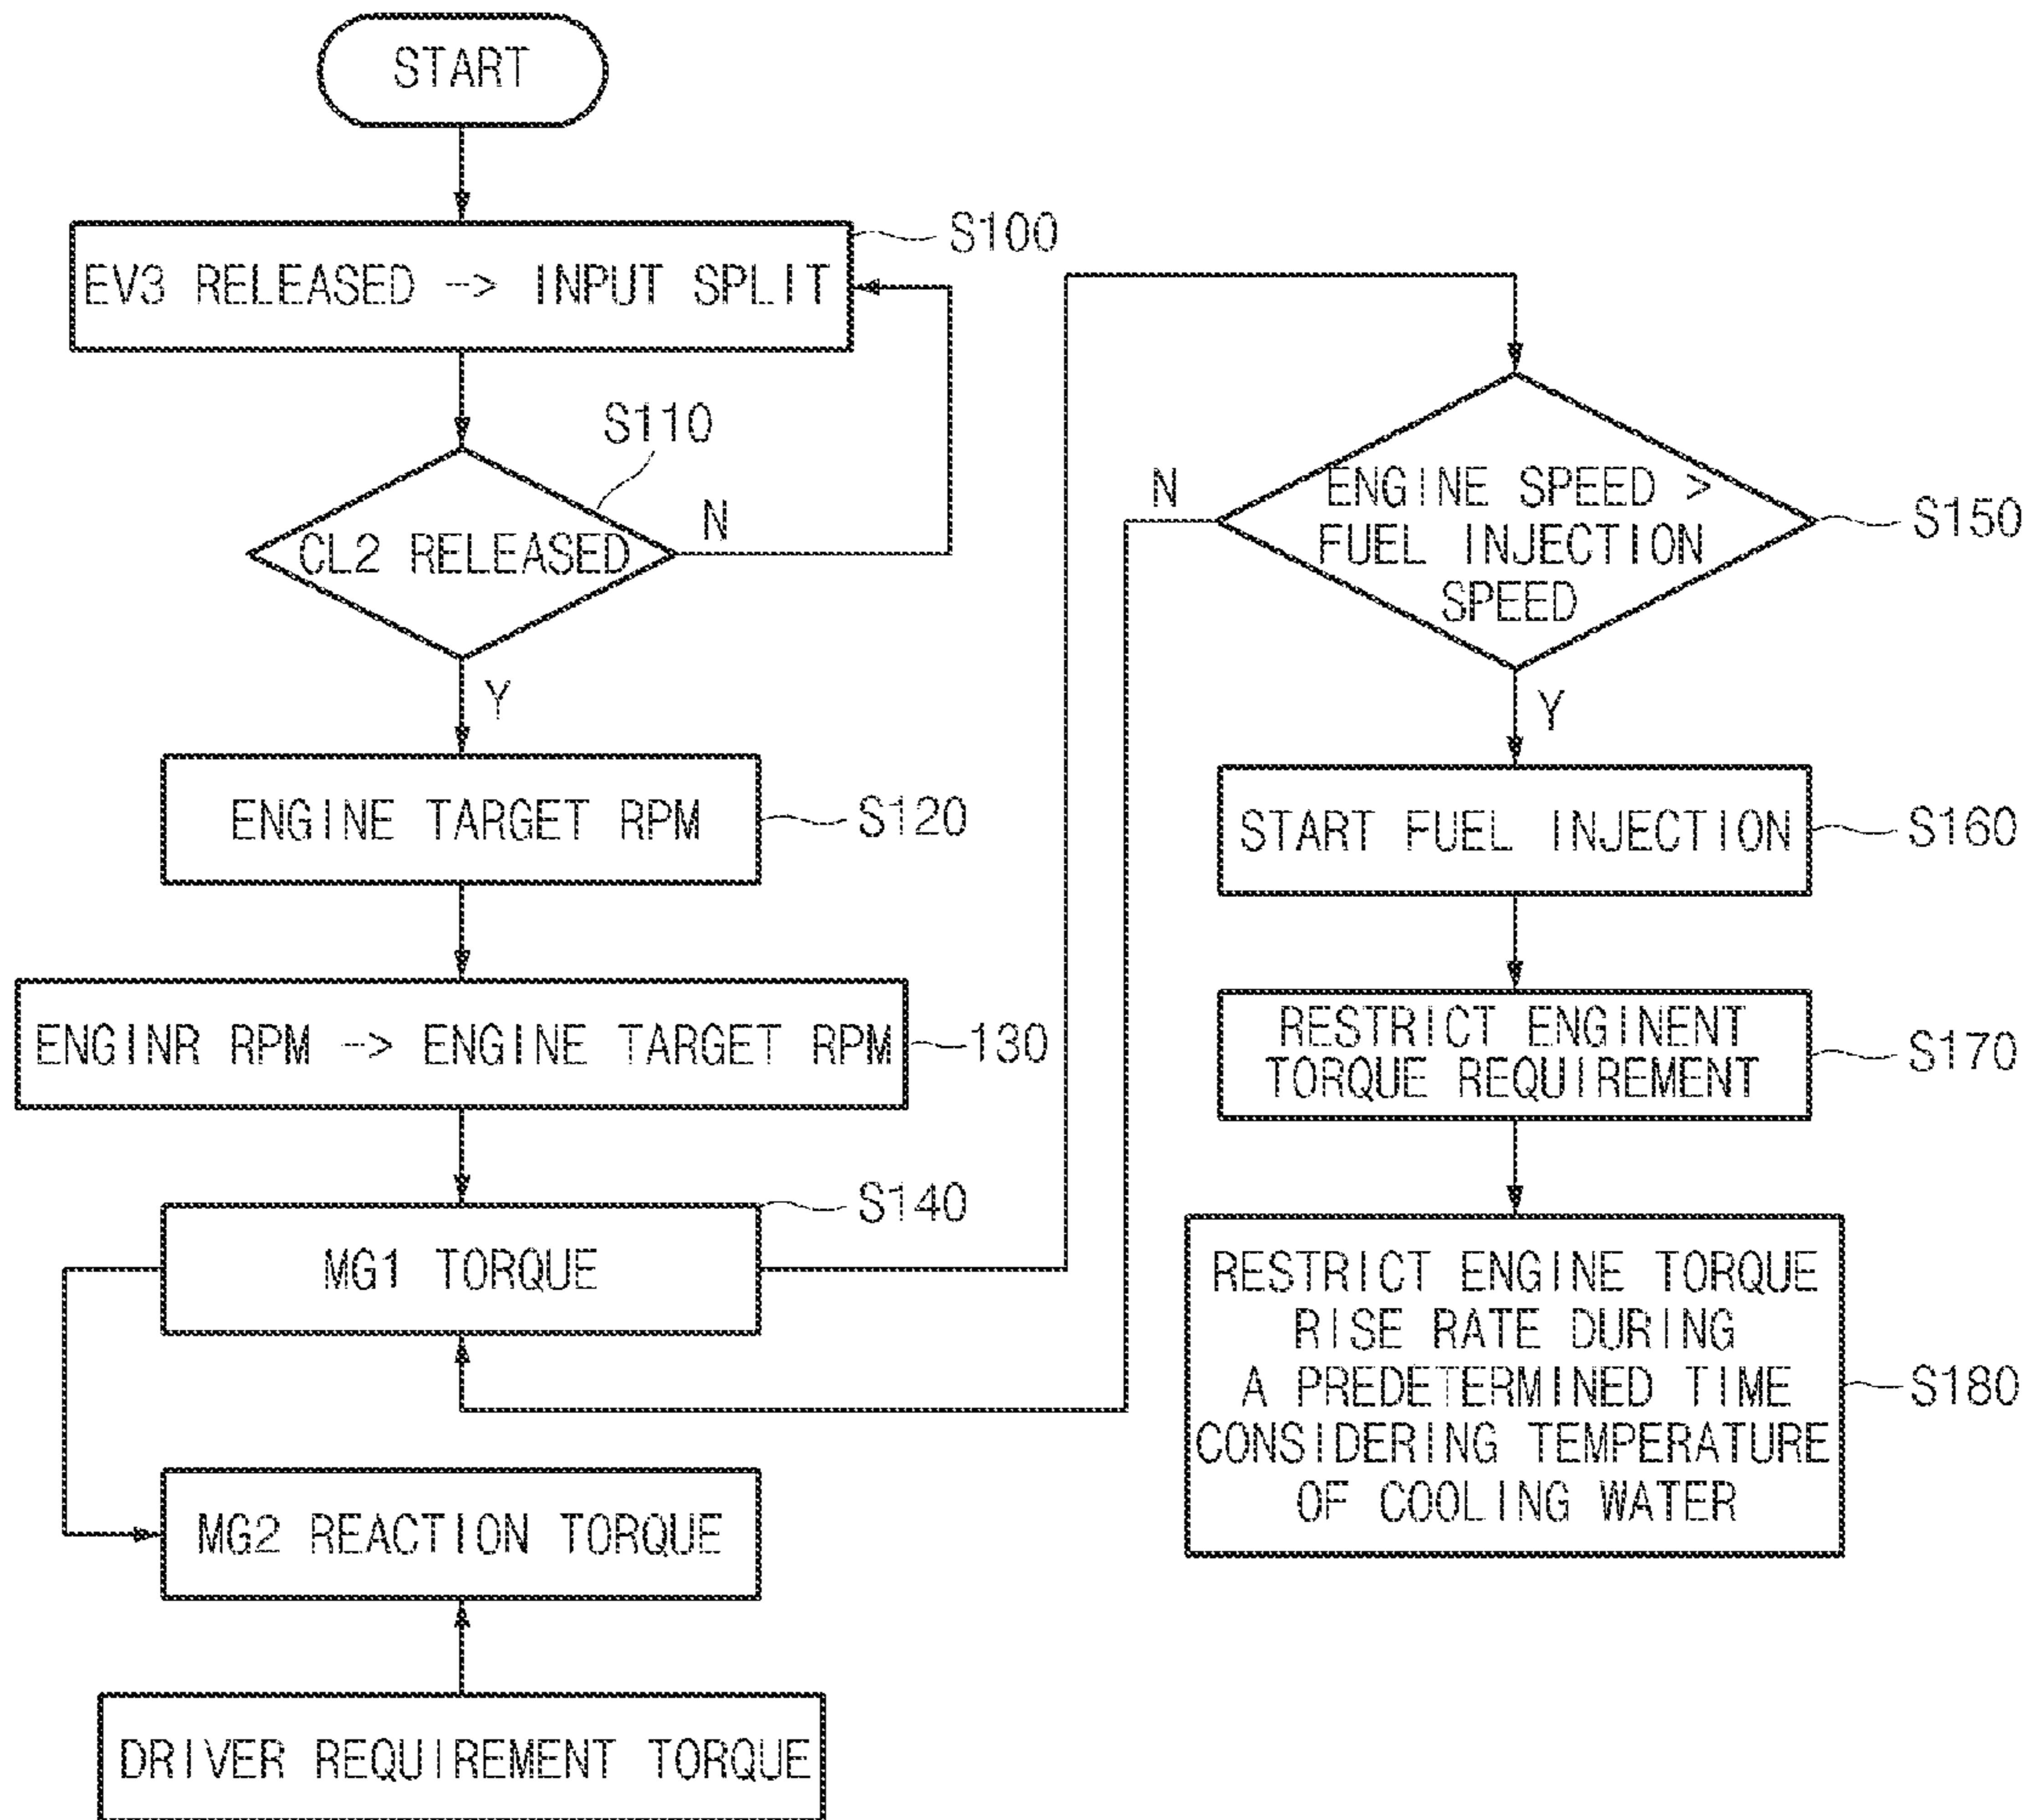 START
EV3 RELEASED --> INPUT SPLIT
S100
S110
CL2 RELEASED
N
Y
ENGINE TARGET RPM
S120
ENGINR RPM --> ENGINE TARGET RPM
130
MG1 TORQUE
S140
MG2 REACTION TORQUE
DRIVER REQUIREMENT TORQUE
ENGINE SPEED >
FUEL INJECTION
SPEED
S150
N
Y
START FUEL INJECTION
S160
RESTRICT ENGINENT
TORQUE REQUIREMENT
S170
RESTRICT ENGINE TORQUE
RISE RATE DURING
A PREDETERMINED TIME
CONSIDERING TEMPERATURE
OF COOLING WATER
S180